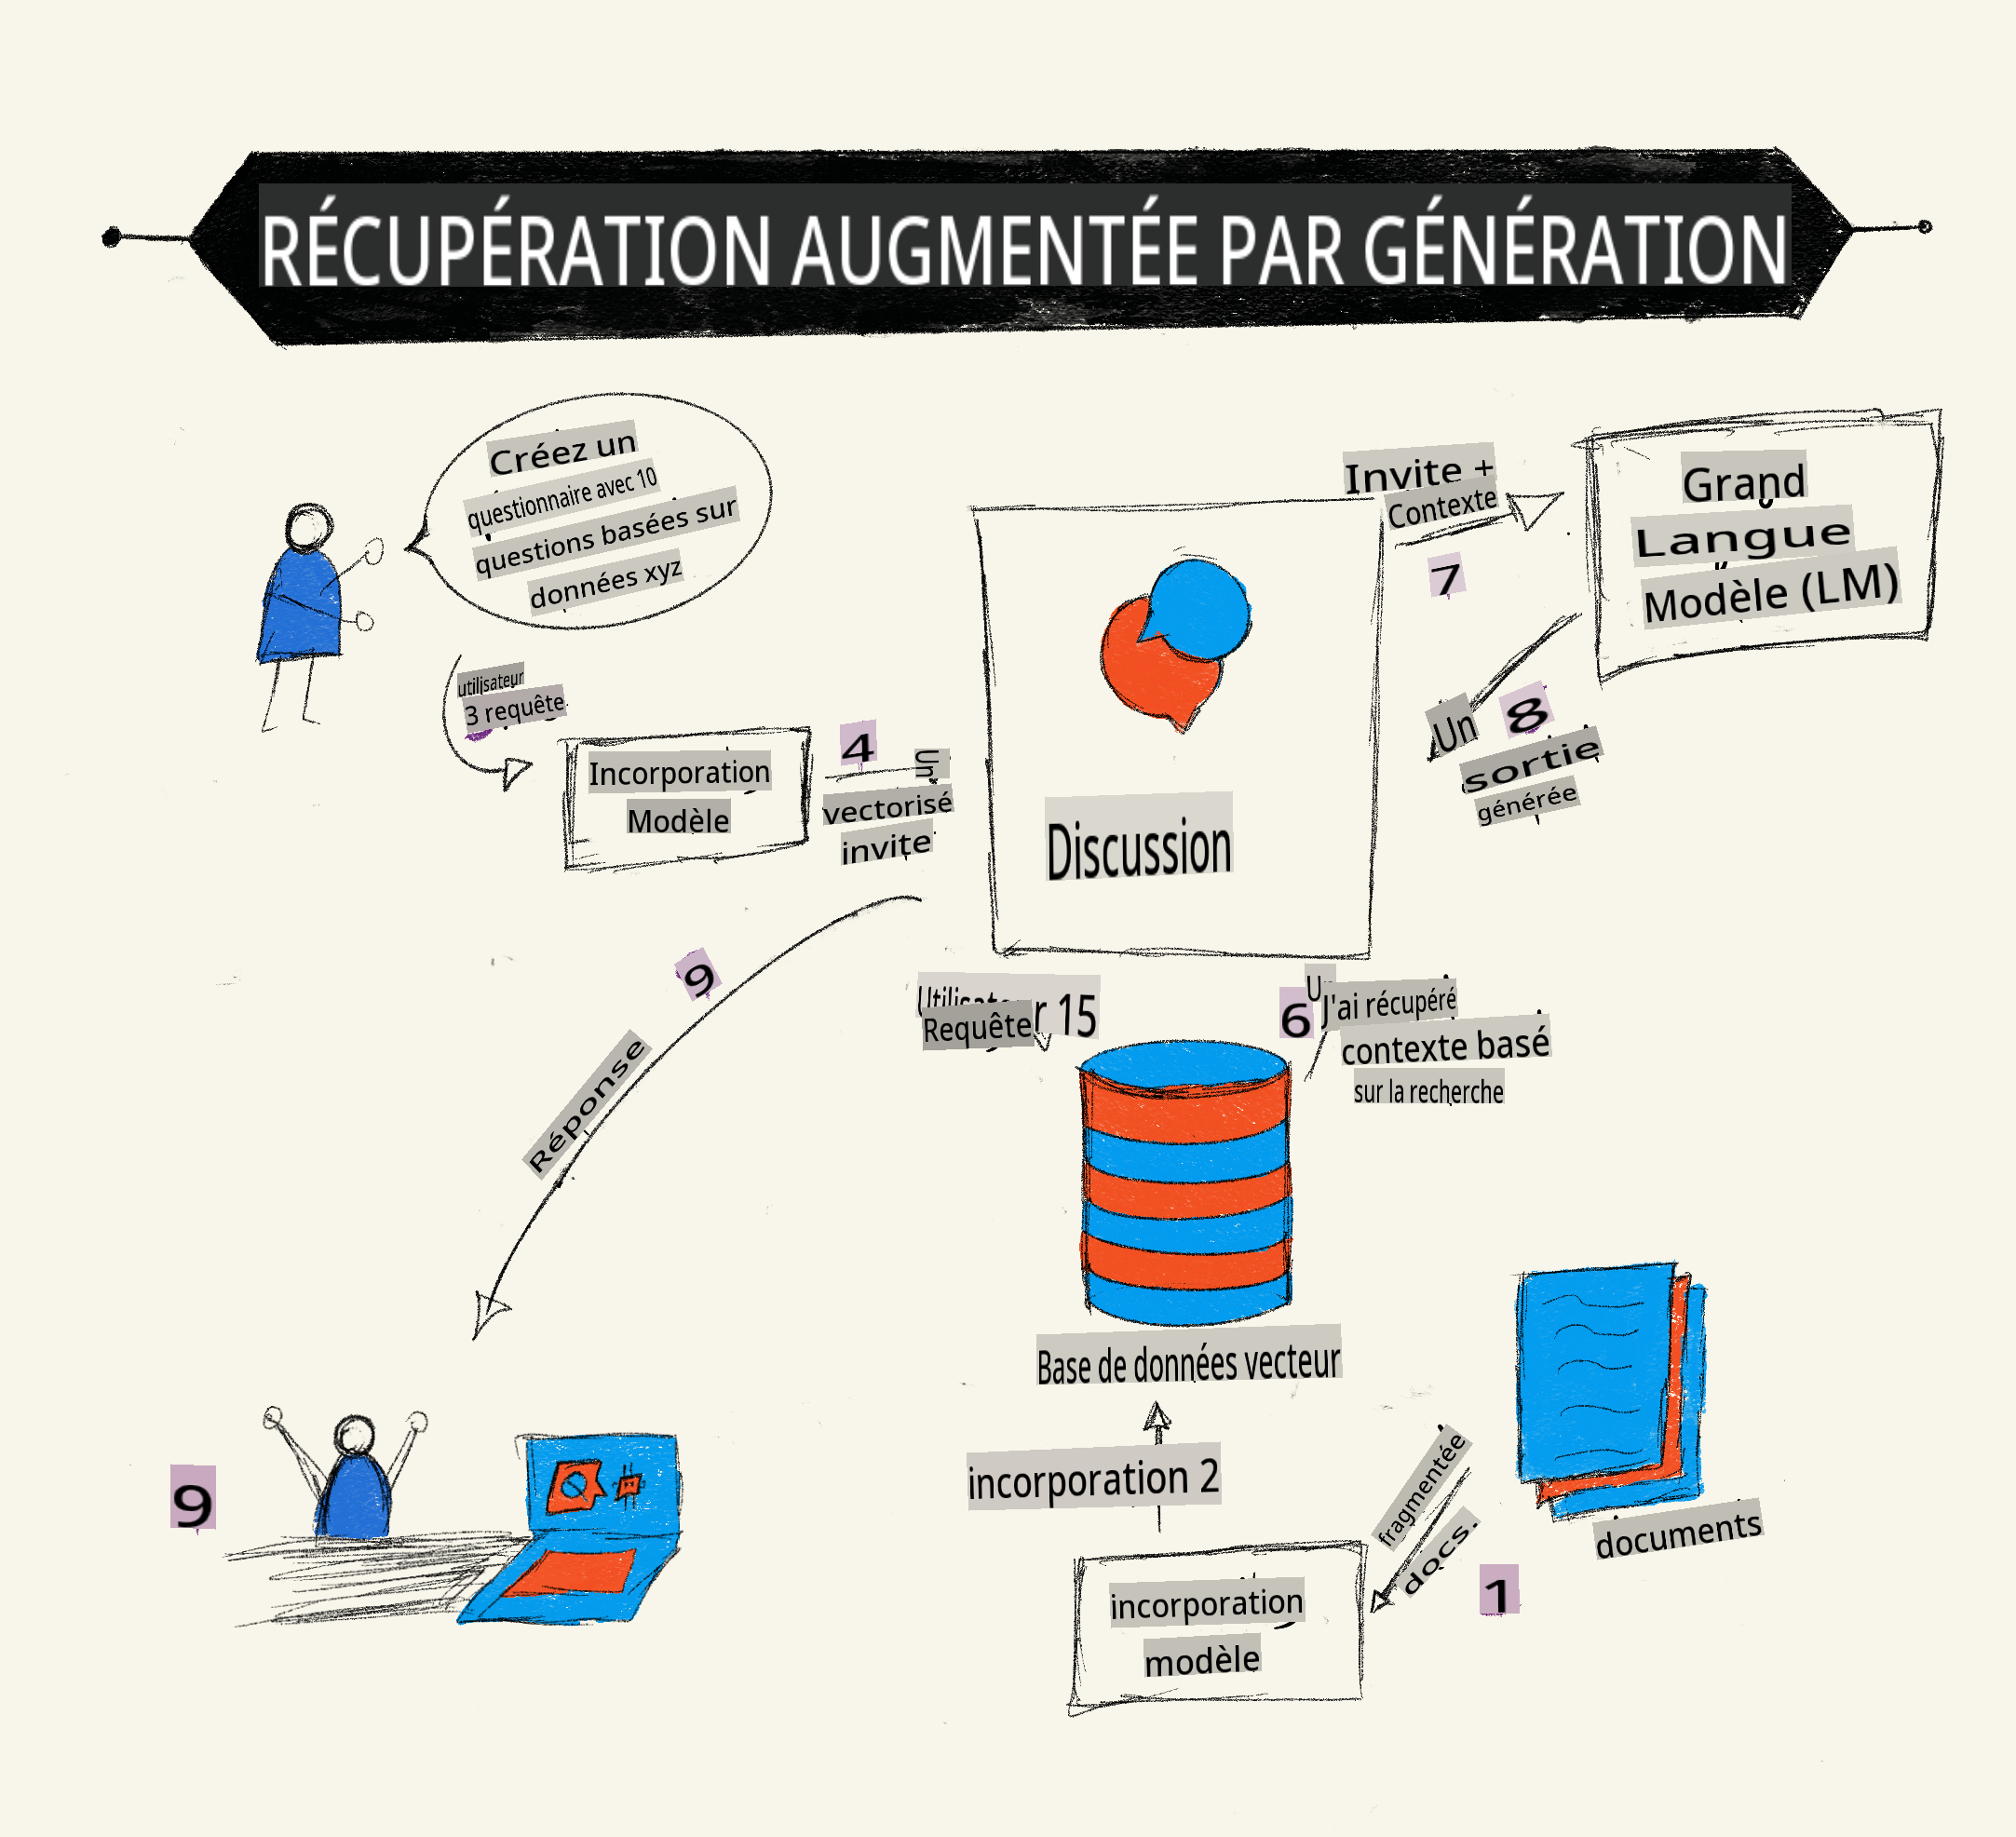 RÉCUPÉRATION AUGMENTÉE PAR GÉNÉRATION
Créez un
questionnaire avec 10
questions basées sur
données xyz
utilisateur
3 requête
Incorporation
Modèle
4
Un
vectorisé
invite
Discussion
Invite +
Contexte
7
Grand
Langue
Modèle (LM)
Un
8
sortie
générée
9
Réponse
r 15
Requête
6
J'ai récupéré
contexte basé
sur la recherche
Base de données vecteur
incorporation 2
incorporation
modèle
fragmentée
docs.
1
documents
9